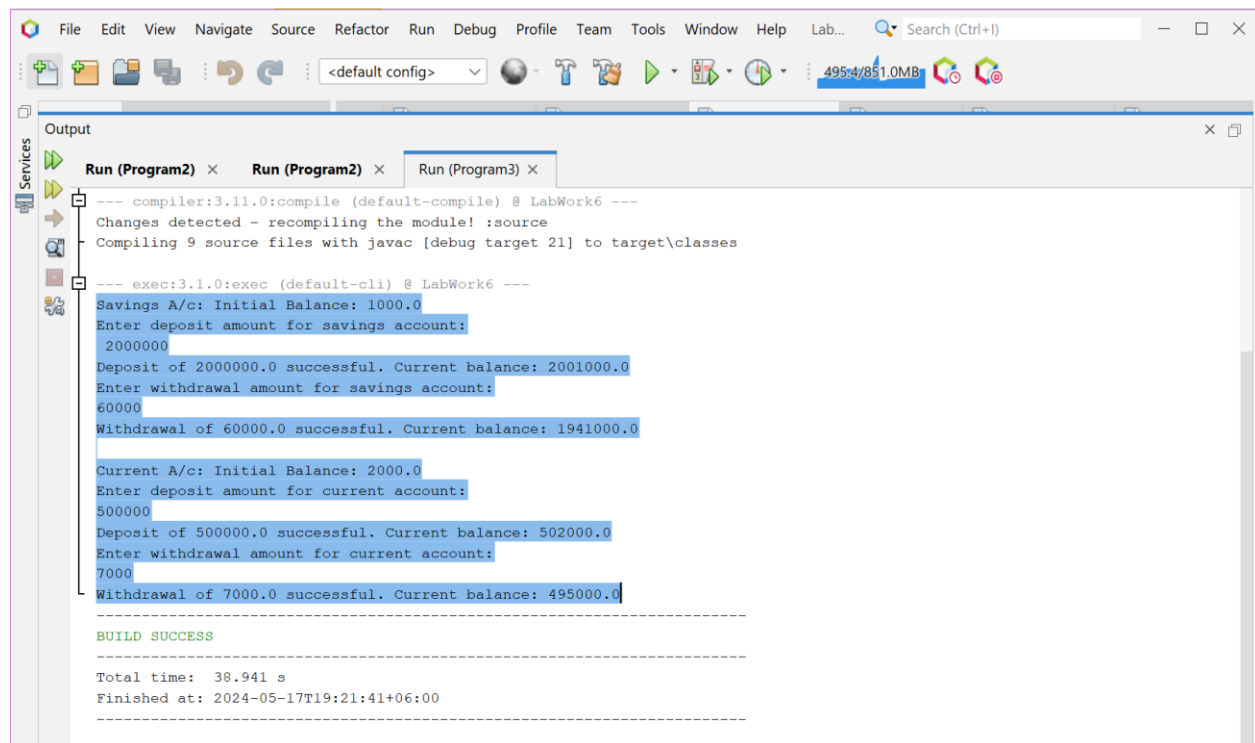 File Edit View Navigate Source Refactor Run Debug Profile Team Tools Window Help Lab... Search (Ctrl+I)
<default config> 495.4/851.0MB
Output
Services
Run (Program2) Run (Program2) Run (Program3)
--- compiler:3.11.0:compile (default-compile) @ LabWork6 ---
Changes detected - recompiling the module! :source
Compiling 9 source files with javac [debug target 21] to target\classes
--- exec:3.1.0:exec (default-cli) @ LabWork6 ---
Savings A/c: Initial Balance: 1000.0
Enter deposit amount for savings account:
2000000
Deposit of 2000000.0 successful. Current balance: 2001000.0
Enter withdrawal amount for savings account:
60000
Withdrawal of 60000.0 successful. Current balance: 1941000.0
Current A/c: Initial Balance: 2000.0
Enter deposit amount for current account:
500000
Deposit of 500000.0 successful. Current balance: 502000.0
Enter withdrawal amount for current account:
7000
Withdrawal of 7000.0 successful. Current balance: 495000.0
------------------------------------------------------------------------
BUILD SUCCESS
------------------------------------------------------------------------
Total time:  38.941 s
Finished at: 2024-05-17T19:21:41+06:00
------------------------------------------------------------------------